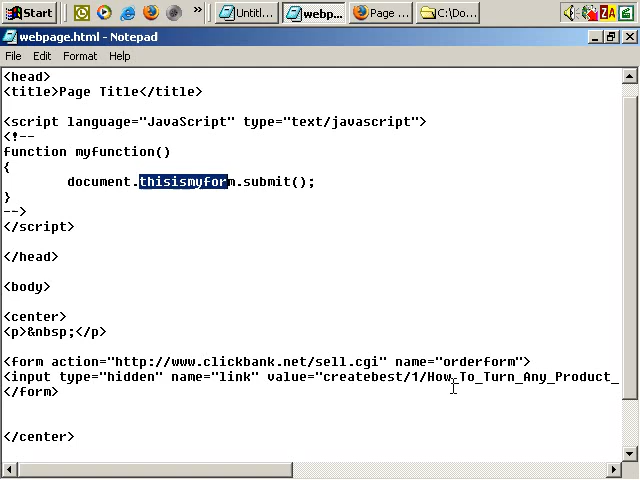 Start
»
Untitl...
webp...
Page ...
C:\Do...
webpage.html - Notepad
File Edit Format Help
<head>
<title>Page Title</title>
<script language="JavaScript" type="text/javascript">
<!--
function myfunction()
{
document.thisismyform.submit();
}
-->
</script>
</head>
<body>
<center>
<p>&nbsp;</p>
<form action="http://www.clickbank.net/sell.cgi" name="orderform">
<input type="hidden" name="link" value="createbest/1/How_To_Turn_Any_Product_
</form>
</center>